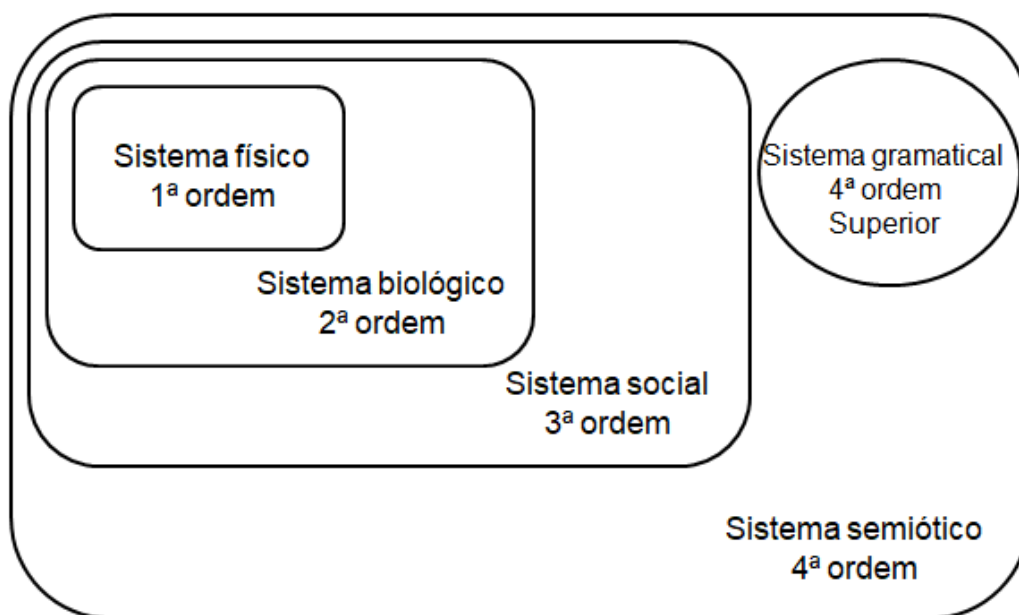 Sistema físico
1ª ordem
Sistema gramatical
4ª ordem
Superior
Sistema biológico
2ª ordem
Sistema social
3ª ordem
Sistema semiótico
4ª ordem